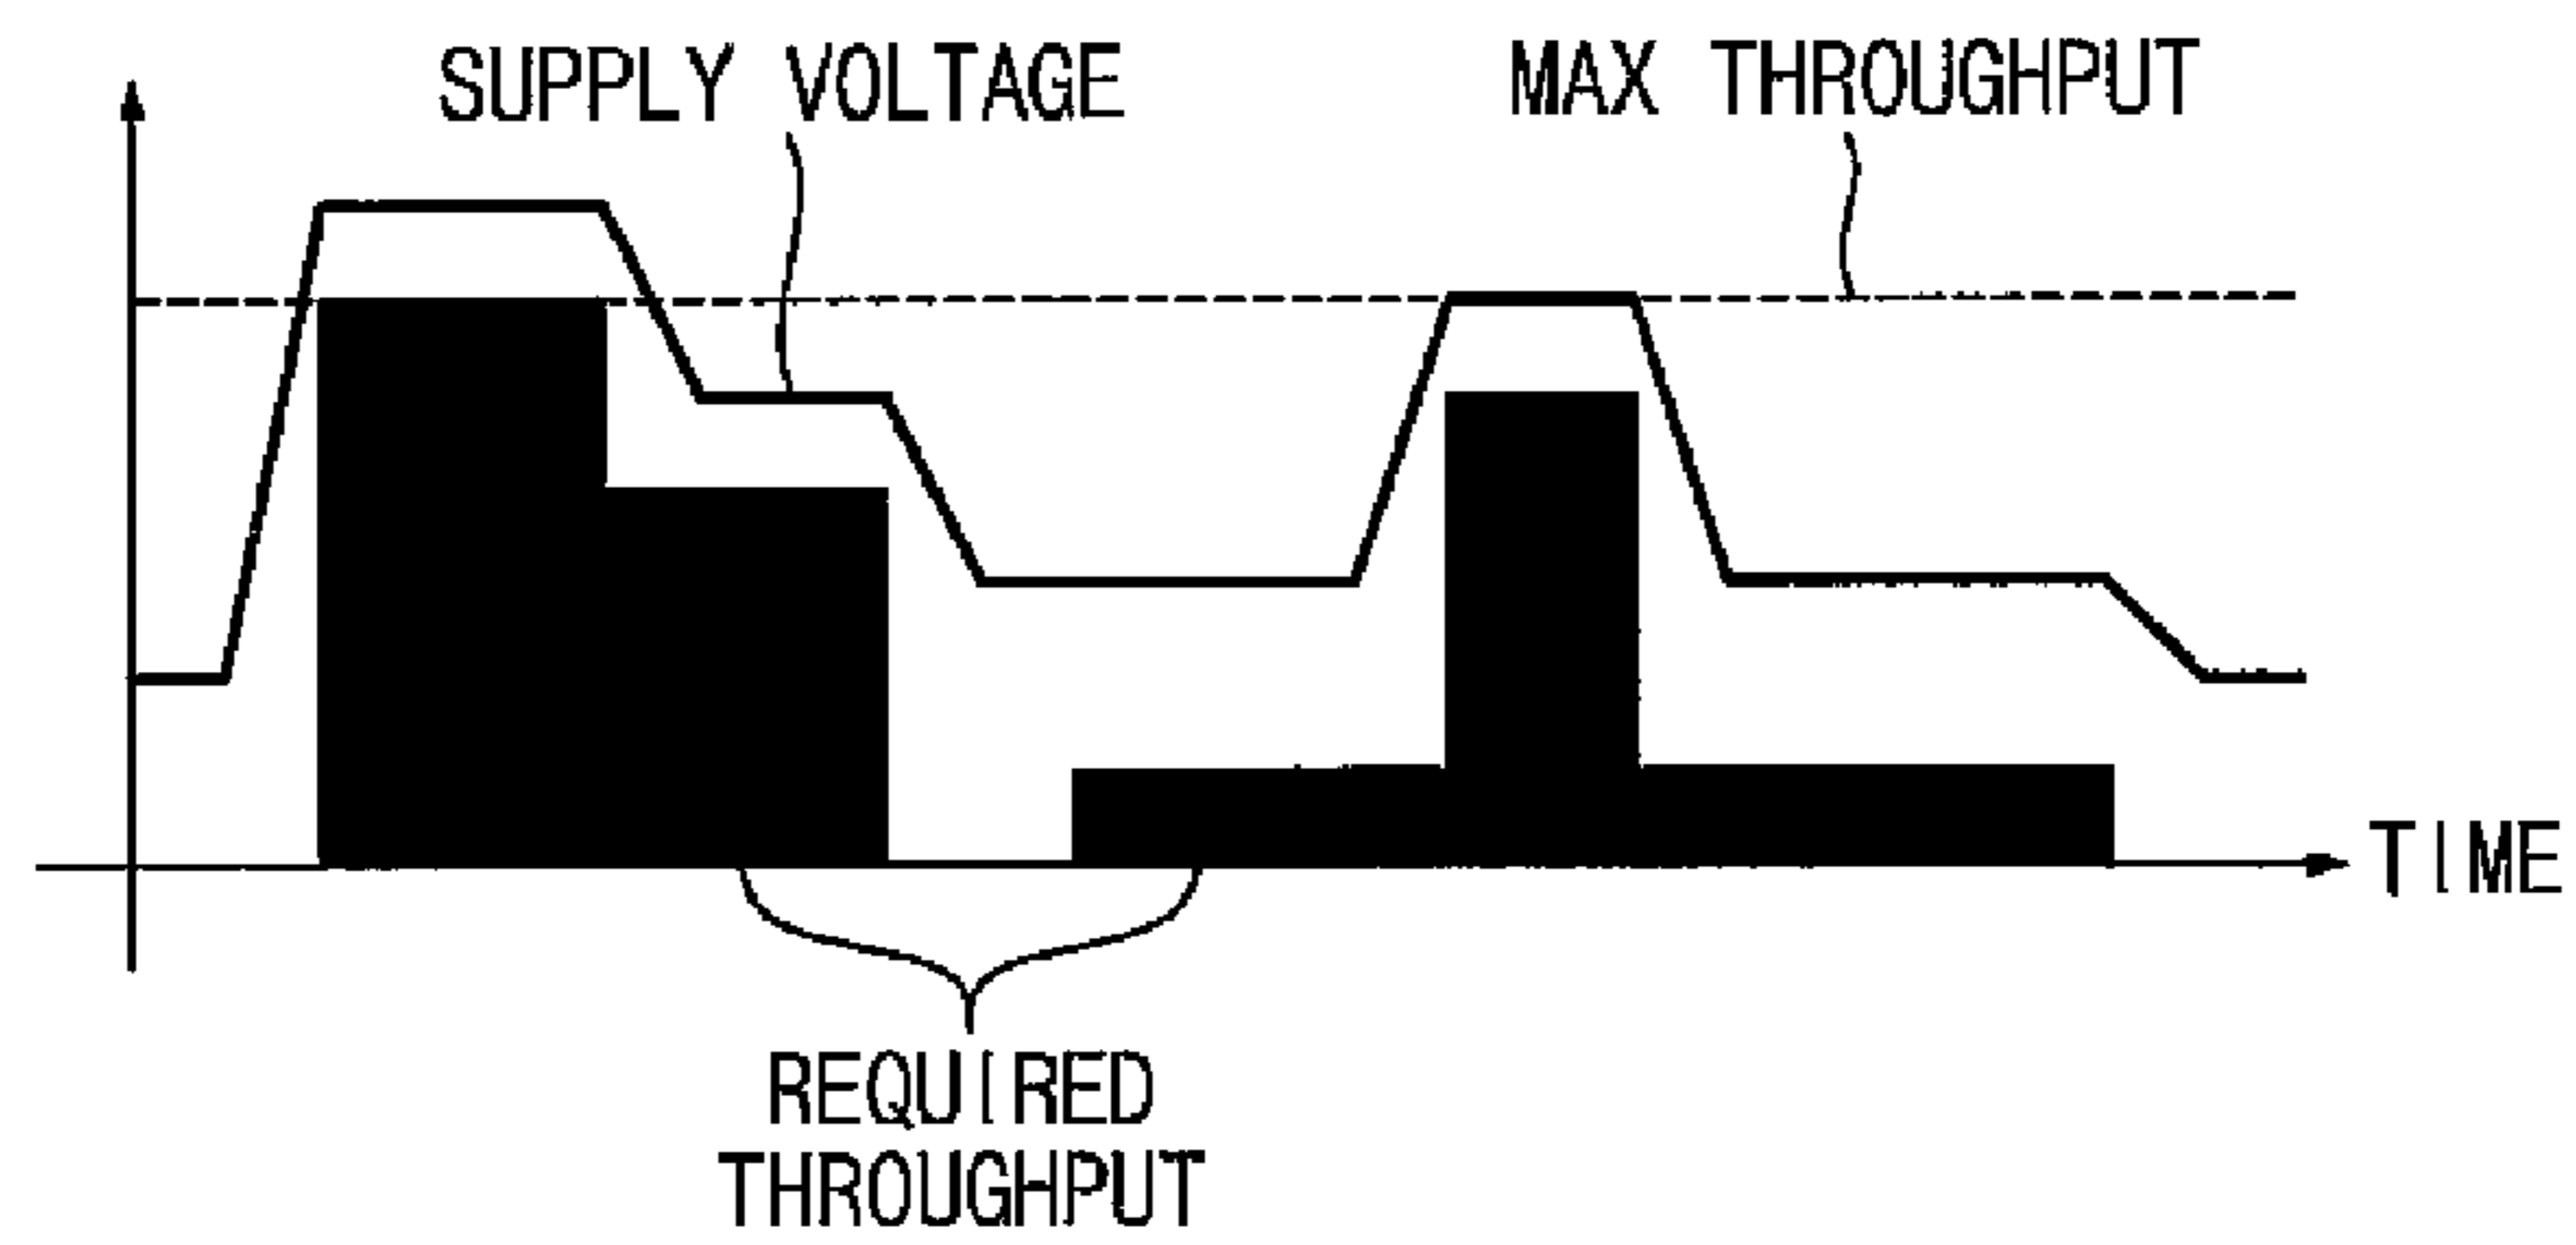 SUPPLY VOLTAGE
MAX THROUGHPUT
TIME
REQUIRED
THROUGHPUT